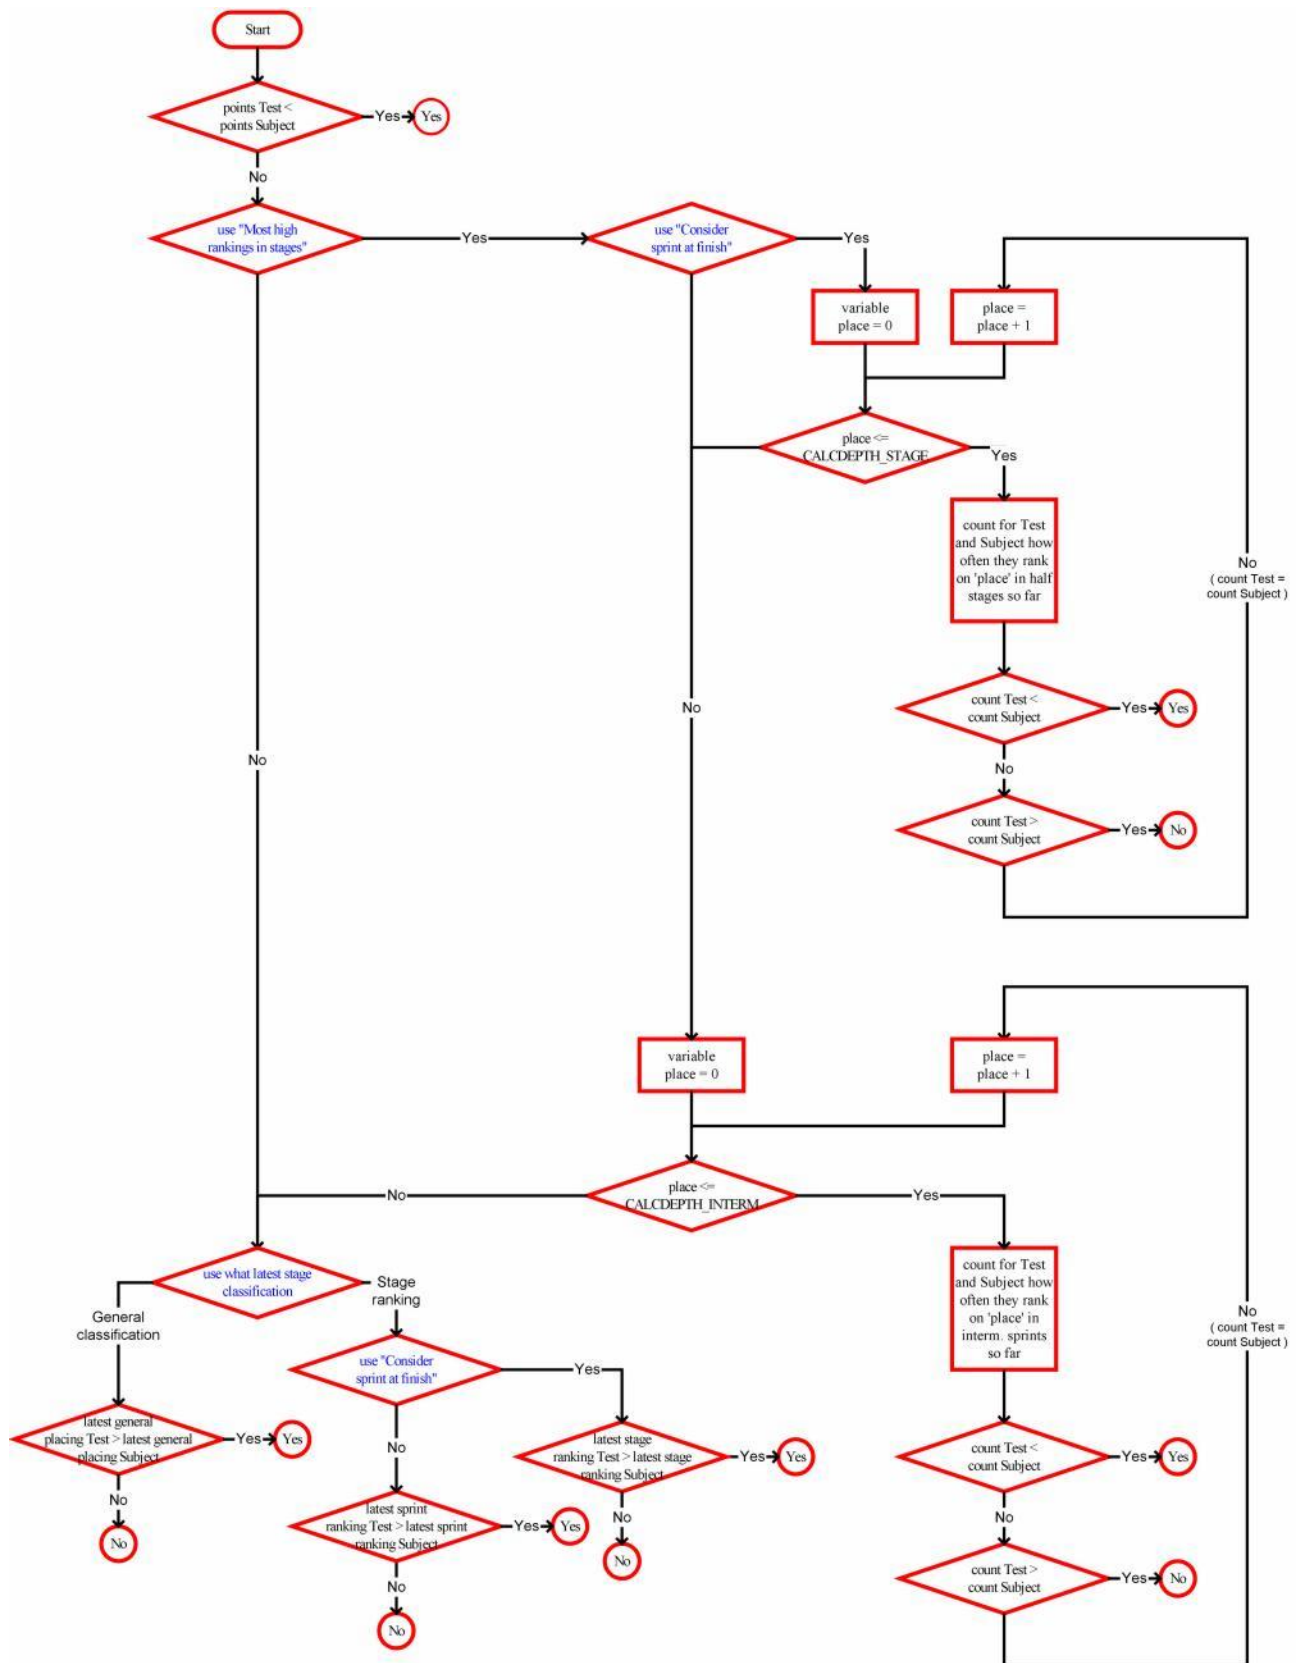 Start
points Test <
points Subject
Yes
Yes
No
use "Most high
rankings in stages"
Yes
use "Consider
sprint at finish"
Yes
variable
place = 0
place =
place + 1
place <=
CALCDEPTH_STAGE
Yes
count for Test
and Subject how
often they rank
on 'place' in half
stages so far
No
( count Test =
count Subject )
count Test <
count Subject
Yes
Yes
No
No
No
count Test >
count Subject
Yes
No
variable
place = 0
place =
place + 1
place <=
CALCDEPTH_INTERM
No
Yes
use what latest stage
classification
General
classification
Stage
ranking
count for Test
and Subject how
often they rank
on 'place' in
interm. sprints
so far
No
( count Test =
count Subject )
use "Consider
sprint at finish"
Yes
latest general
placing Test > latest general
placing Subject
Yes
Yes
No
No
No
latest stage
ranking Test > latest stage
ranking Subject
Yes
Yes
No
No
latest sprint
ranking Test > latest sprint
ranking Subject
Yes
Yes
No
No
count Test <
count Subject
Yes
Yes
No
count Test >
count Subject
Yes
No